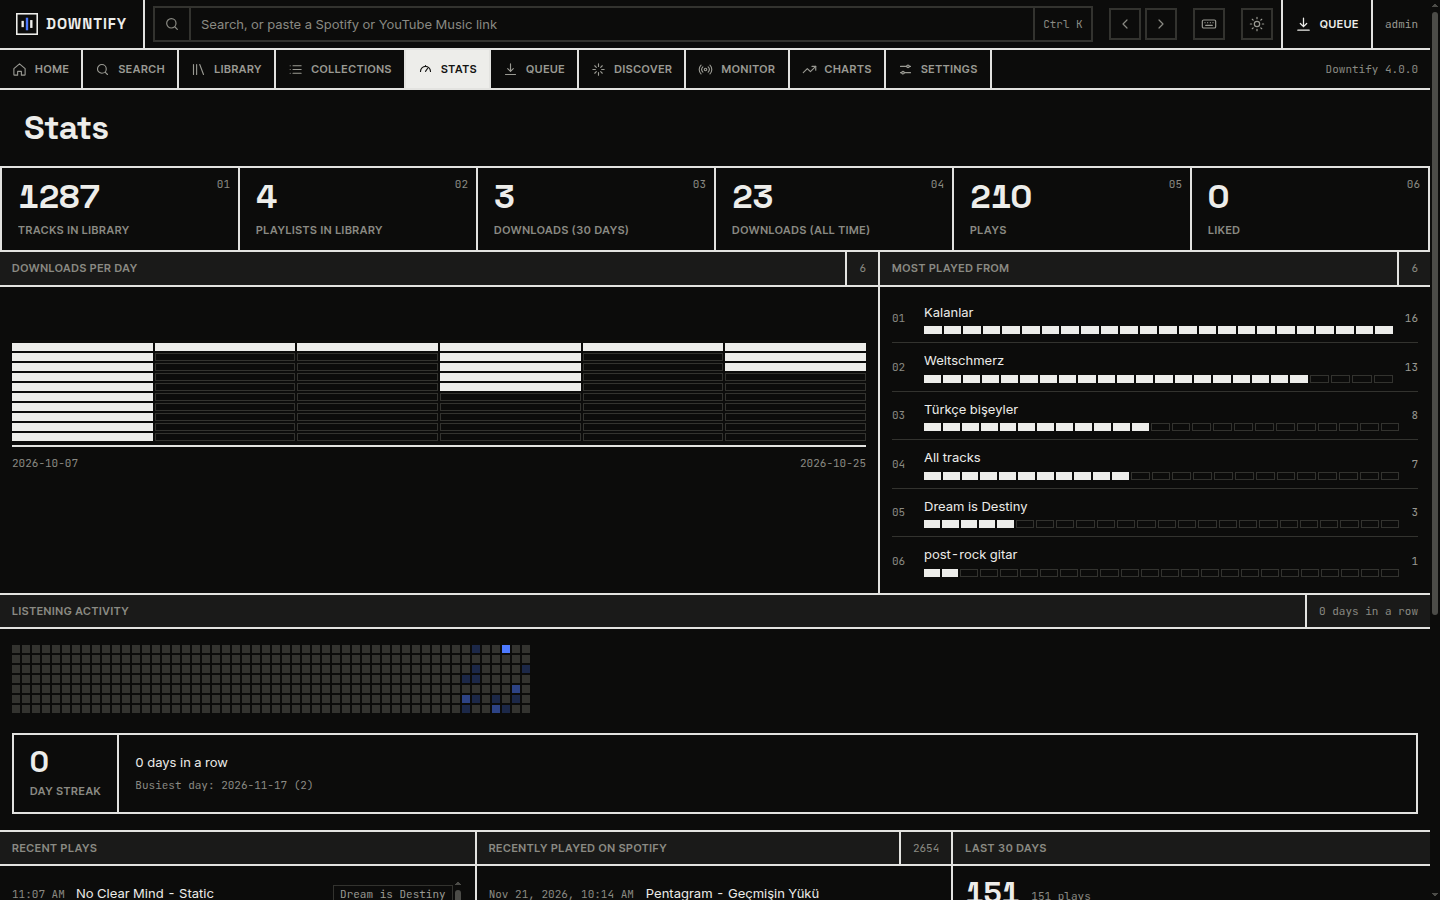 DOWNTIFY
Search, or paste a Spotify or YouTube Music link
Ctrl K
QUEUE
admin
HOME
SEARCH
LIBRARY
COLLECTIONS
STATS
QUEUE
DISCOVER
MONITOR
CHARTS
SETTINGS
Downtify 4.0.0
Stats
1287
01
TRACKS IN LIBRARY
4
02
PLAYLISTS IN LIBRARY
3
03
DOWNLOADS (30 DAYS)
23
04
DOWNLOADS (ALL TIME)
210
05
PLAYS
0
06
LIKED
DOWNLOADS PER DAY
6
2026-10-07
2026-10-25
MOST PLAYED FROM
6
01
Kalanlar
16
02
Weltschmerz
13
03
Türkçe bişeyler
8
04
All tracks
7
05
Dream is Destiny
3
06
post-rock gitar
1
LISTENING ACTIVITY
0 days in a row
0
DAY STREAK
0 days in a row
Busiest day: 2026-11-17 (2)
RECENT PLAYS
11:07 AM
No Clear Mind - Static
Dream is Destiny
RECENTLY PLAYED ON SPOTIFY
2654
Nov 21, 2026, 10:14 AM
Pentagram - Geçmişin Yükü
LAST 30 DAYS
151
151 plays